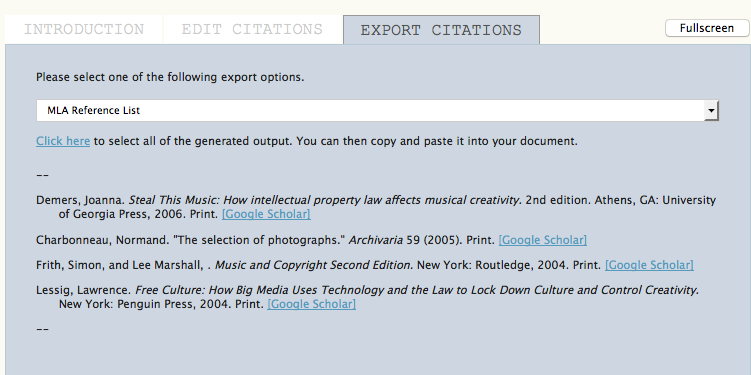 INTRODUCTION EDIT CITATIONS EXPORT CITATIONS Fullscreen
Please select one of the following export options.
MLA Reference List
Click here to select all of the generated output. You can then copy and paste it into your document.
--
Demers, Joanna. Steal This Music: How intellectual property law affects musical creativity. 2nd edition. Athens, GA: University
of Georgia Press, 2006. Print. [Google Scholar]
Charbonneau, Normand. "The selection of photographs." Archivaria 59 (2005). Print. [Google Scholar]
Frith, Simon, and Lee Marshall, . Music and Copyright Second Edition. New York: Routledge, 2004. Print. [Google Scholar]
Lessig, Lawrence. Free Culture: How Big Media Uses Technology and the Law to Lock Down Culture and Control Creativity.
New York: Penguin Press, 2004. Print. [Google Scholar]
--